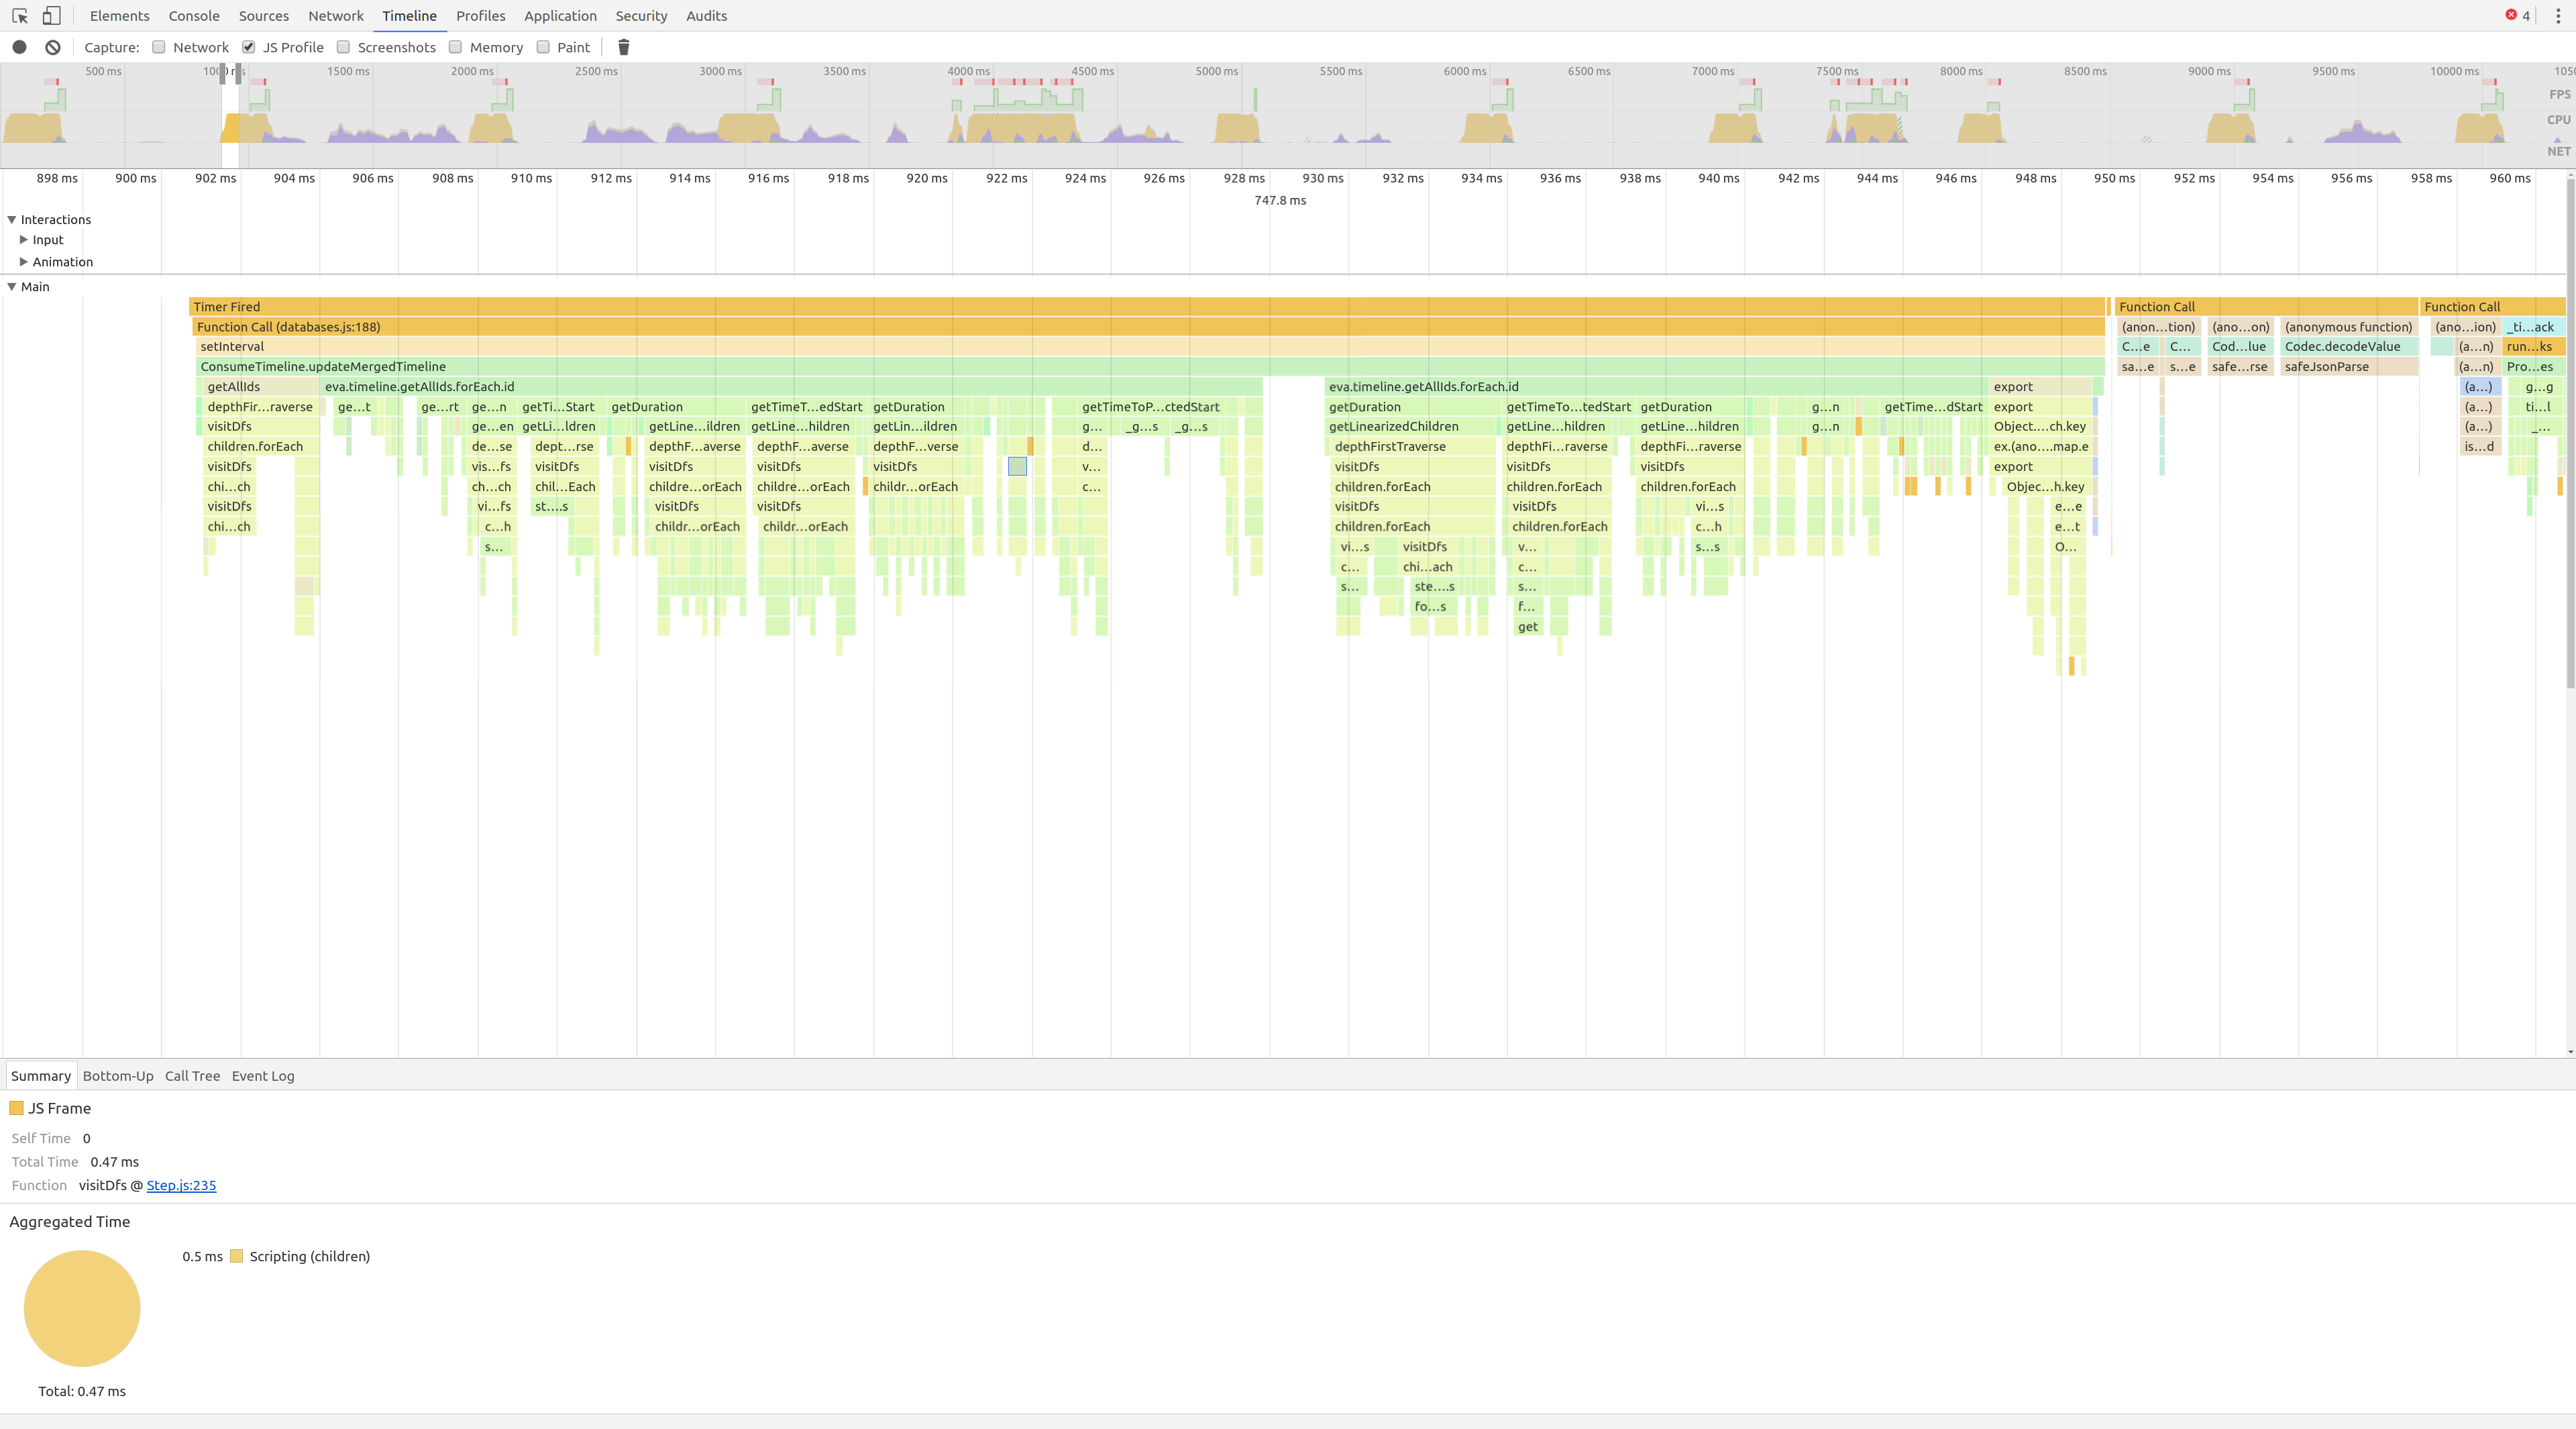 Elements Console Sources Network Timeline Profiles Application Security Audits 4
Capture: Network JS Profile Screenshots Memory Paint
500 ms 1500 ms 2000 ms 2500 ms 3000 ms 3500 ms 4000 ms 4500 ms 5000 ms 5500 ms 6000 ms 6500 ms 7000 ms 7500 ms 8000 ms 8500 ms 9000 ms 9500 ms 10000 ms
FPS
CPU
NET
898 ms 900 ms 902 ms 904 ms 906 ms 908 ms 910 ms 912 ms 914 ms 916 ms 918 ms 920 ms 922 ms 924 ms 926 ms 928 ms 930 ms 932 ms 934 ms 936 ms 938 ms 940 ms 942 ms 944 ms 946 ms 948 ms 950 ms 952 ms 954 ms 956 ms 958 ms 960 ms
747.8 ms
Interactions
Input
Animation
Main
Timer Fired Function Call Function Call
Function Call (databases.js:188) (anon...tion) (ano...on) (anonymous function) (ano...ion) _ti...ack
setInterval C...e C... Cod...lue Codec.decodeValue (a...n) run...ks
ConsumeTimeline.updateMergedTimeline sa...e s...e safe...rse safeJsonParse (a...n) Pro...es
getAllIds eva.timeline.getAllIds.forEach.id eva.timeline.getAllIds.forEach.id export (a...) g...g
depthFir...raverse ge...t ge...rt ge...n getTi...Start getDuration getTimeT...edStart getDuration getTimeToP...ctedStart getDuration getTimeTo...tedStart getDuration g...n getTime...dStart export (a...) ti...l
visitDfs ge...en getLi...ldren getLine...ildren getLine...hildren getLin...ildren g... _g...s _g...s getLinearizedChildren getLine...hildren getLine...hildren g...n Object....ch.key (a...) _...
children.forEach de...se dept...rse depthF...averse depthF...averse depthF...verse d... depthFirstTraverse depthFi...raverse depthFi...raverse ex.(ano....map.e is...d
visitDfs vis...fs visitDfs visitDfs visitDfs visitDfs v... visitDfs visitDfs visitDfs export
chi...ch ch...ch chil...Each childre...orEach childre...orEach childr...orEach c... children.forEach children.forEach children.forEach Objec...h.key
visitDfs vi...fs st....s visitDfs visitDfs visitDfs visitDfs vi...s e...e
chi...ch c...h childr...orEach childr...orEach children.forEach children.forEach c...h e...t
s... vi...s visitDfs v... s...s O...
c... chi...ach c...
s... ste....s s...
fo...s f...
get
Summary Bottom-Up Call Tree Event Log
JS Frame
Self Time 0
Total Time 0.47 ms
Function visitDfs @ Step.js:235
Aggregated Time
0.5 ms Scripting (children)
Total: 0.47 ms